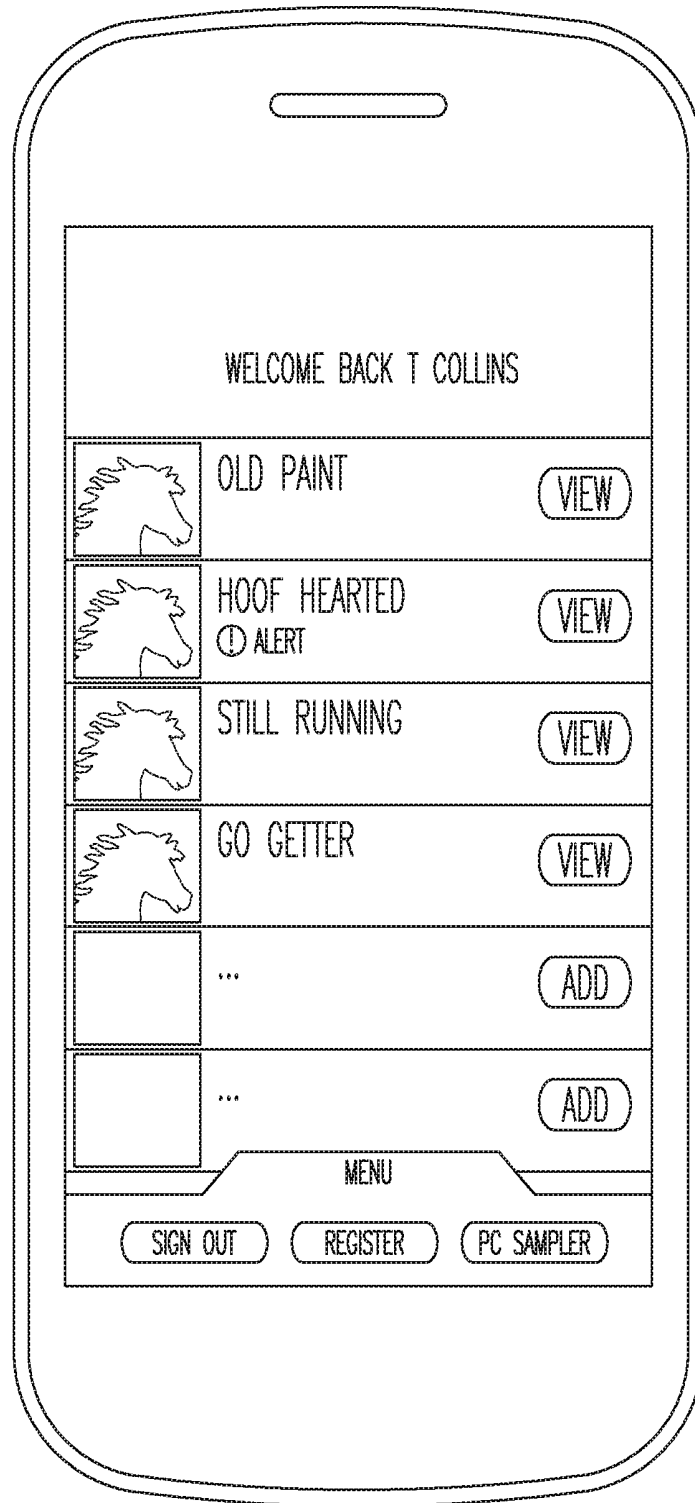 WELCOME BACK T COLLINS
OLD PAINT
VIEW
HOOF HEARTED
! ALERT
VIEW
STILL RUNNING
VIEW
GO GETTER
VIEW
...
ADD
...
ADD
MENU
SIGN OUT REGISTER PC SAMPLER